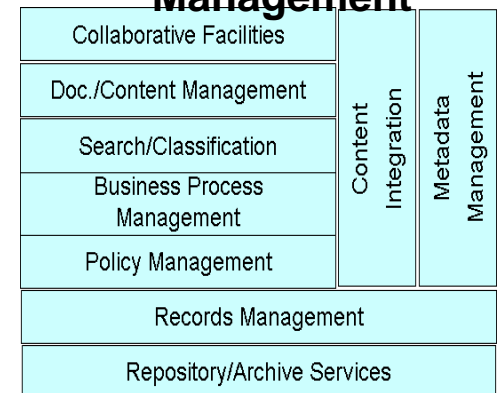 Management
Collaborative Facilities
Doc./Content Management
Search/Classification
Business Process
Management
Policy Management
Content
Integration
Metadata
Management
Records Management
Repository/Archive Services